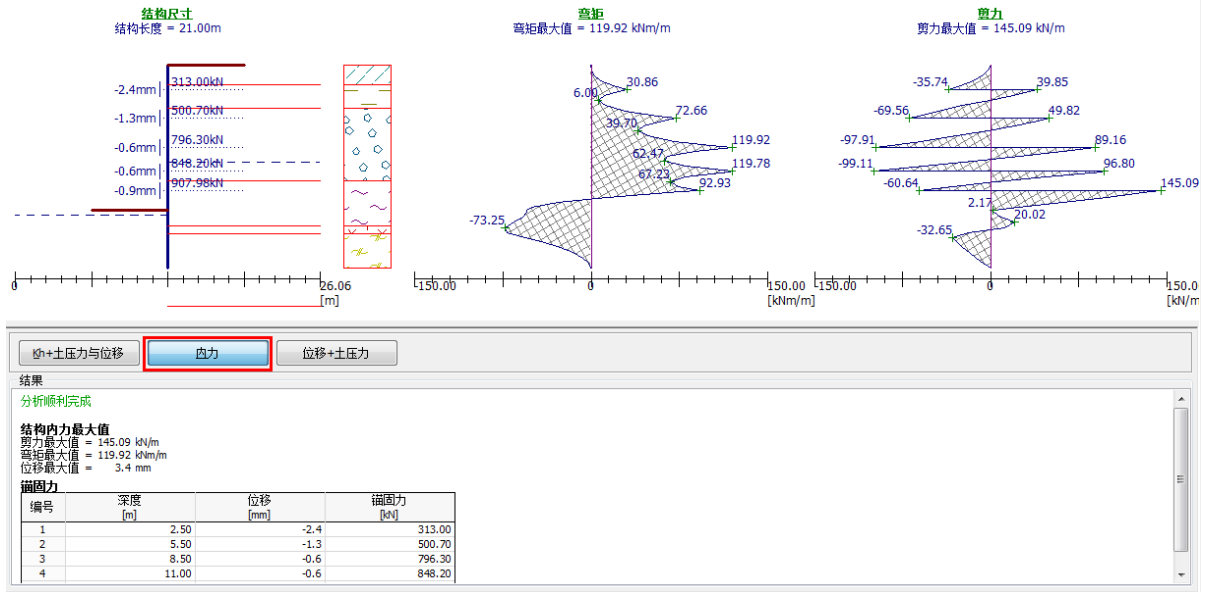 结构尺寸
结构长度 = 21.00m
-2.4mm 313.00kN
-1.3mm 500.70kN
-0.6mm 796.30kN
-0.6mm 848.20kN
-0.9mm 907.98kN
0 26.06
[m]
弯矩
弯矩最大值 = 119.92 kNm/m
30.86
6.00
72.66
39.70
119.92
62.47
119.78
67.23
92.93
-73.25
-150.00 0 150.00
[kNm/m]
剪力
剪力最大值 = 145.09 kN/m
-35.74 39.85
-69.56 49.82
-97.91 89.16
-99.11 96.80
-60.64 145.09
2.17
20.02
-32.65
-150.00 0 150.0
[kN/m
Kh+土压力与位移 内力 位移+土压力
结果
分析顺利完成
结构内力最大值
剪力最大值 = 145.09 kN/m
弯矩最大值 = 119.92 kNm/m
位移最大值 = 3.4 mm
锚固力
编号 深度 位移 锚固力
[m] [mm] [kN]
1 2.50 -2.4 313.00
2 5.50 -1.3 500.70
3 8.50 -0.6 796.30
4 11.00 -0.6 848.20